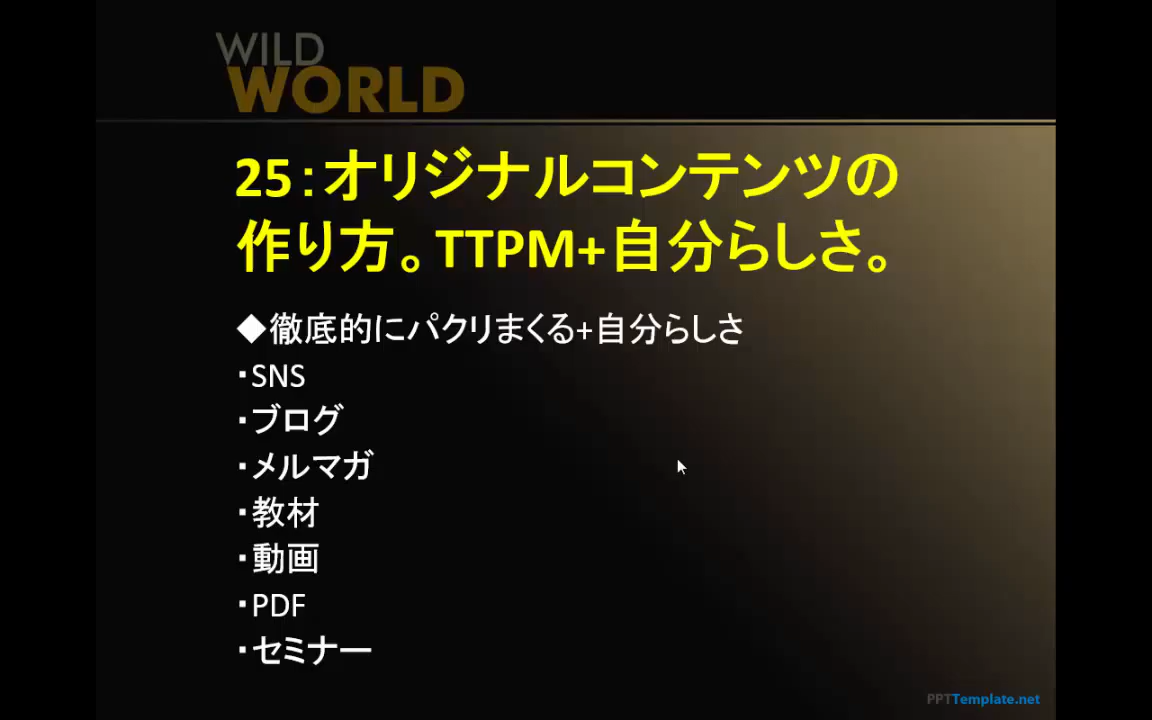 WILD
WORLD
25：オリジナルコンテンツの
作り方。TTPM+自分らしさ。
◆徹底的にパクリまくる+自分らしさ
・SNS
・ブログ
・メルマガ
・教材
・動画
・PDF
・セミナー
PPTTemplate.net